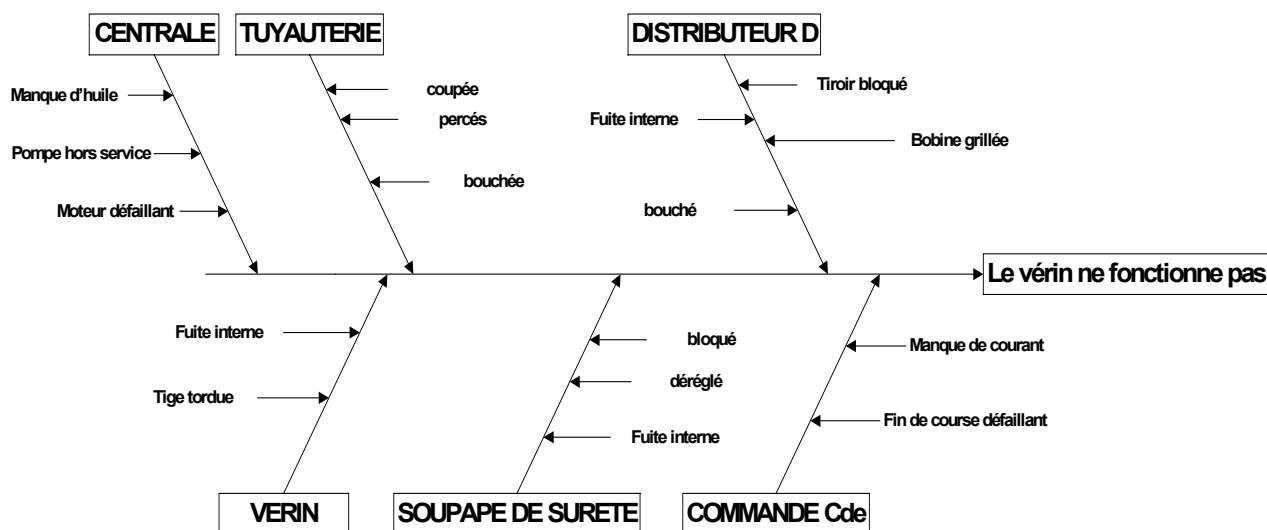 CENTRALE
TUYAUTERIE
DISTRIBUTEUR D
Manque d'huile
Pompe hors service
Moteur défaillant
coupée
percés
bouchée
Tiroir bloqué
Fuite interne
Bobine grillée
bouché
Le vérin ne fonctionne pas
Fuite interne
Tige tordue
bloqué
déréglé
Fuite interne
Manque de courant
Fin de course défaillant
VERIN
SOUPAPE DE SURETE
COMMANDE Cde